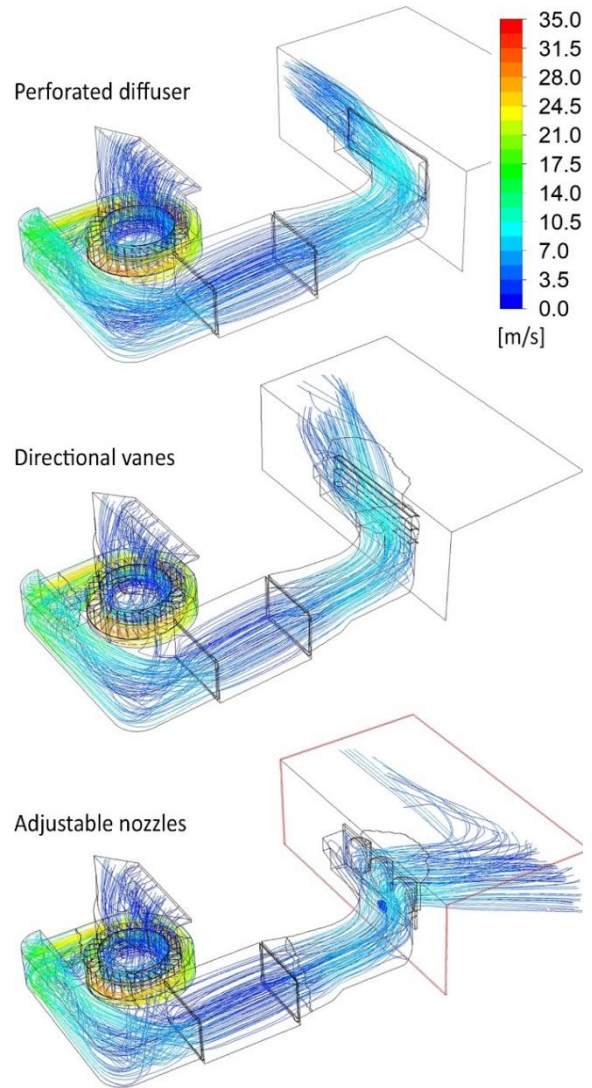 Perforated diffuser
35.0
31.5
28.0
24.5
21.0
17.5
14.0
10.5
7.0
3.5
0.0
[m/s]
Directional vanes
Adjustable nozzles